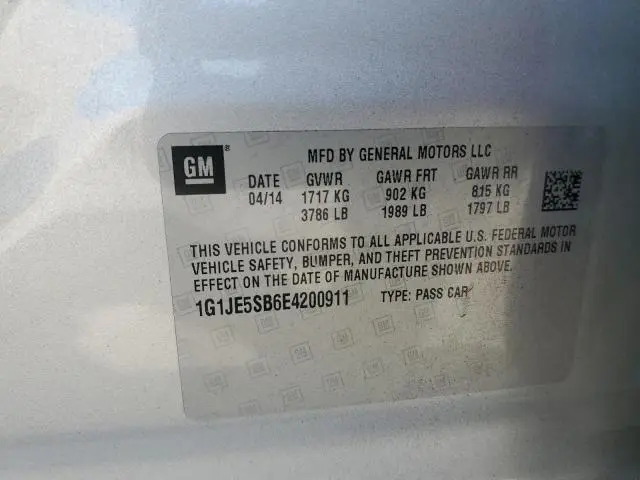 GM
MFD BY GENERAL MOTORS LLC
DATE GVWR GAWR FRT GAWR RR
04/14 1717 KG 902 KG 815 KG
3786 LB 1989 LB 1797 LB
THIS VEHICLE CONFORMS TO ALL APPLICABLE U.S. FEDERAL MOTOR
VEHICLE SAFETY, BUMPER, AND THEFT PREVENTION STANDARDS IN
EFFECT ON THE DATE OF MANUFACTURE SHOWN ABOVE.
1G1JE5SB6E4200911 TYPE: PASS CAR